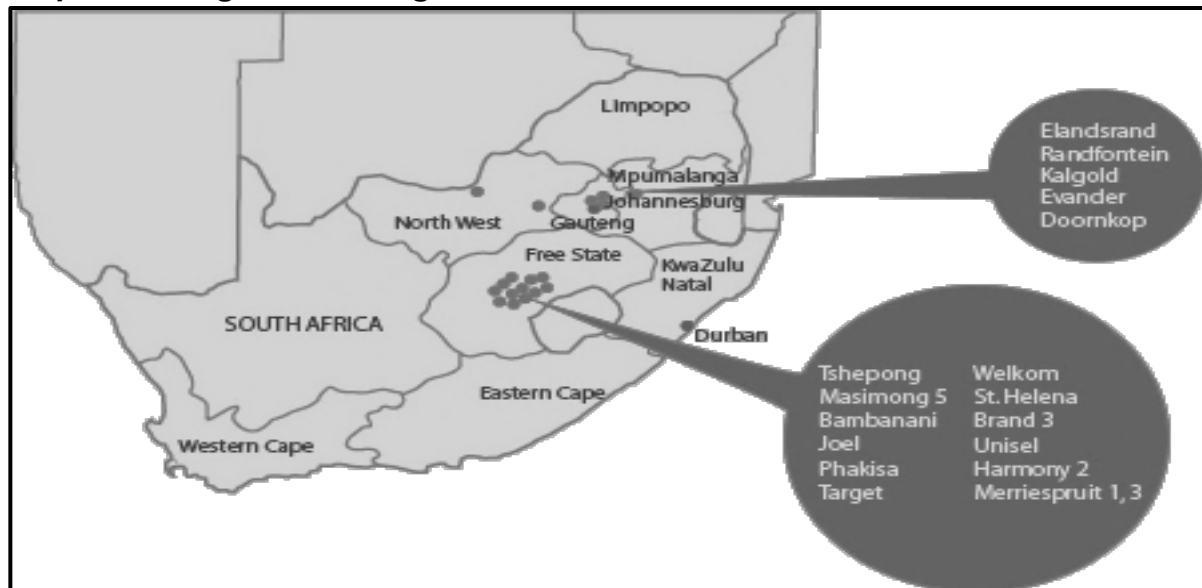 Limpopo
Mpumalanga
Johannesburg
North West
Gauteng
Free State
KwaZulu
Natal
SOUTH AFRICA
Durban
Eastern Cape
Western Cape
Elandsrand
Randfontein
Kalgold
Evander
Doornkop
Tshepong
Masimong 5
Bambanani
Joel
Phakisa
Target
Welkom
St. Helena
Brand 3
Unisel
Harmony 2
Merriespruit 1, 3